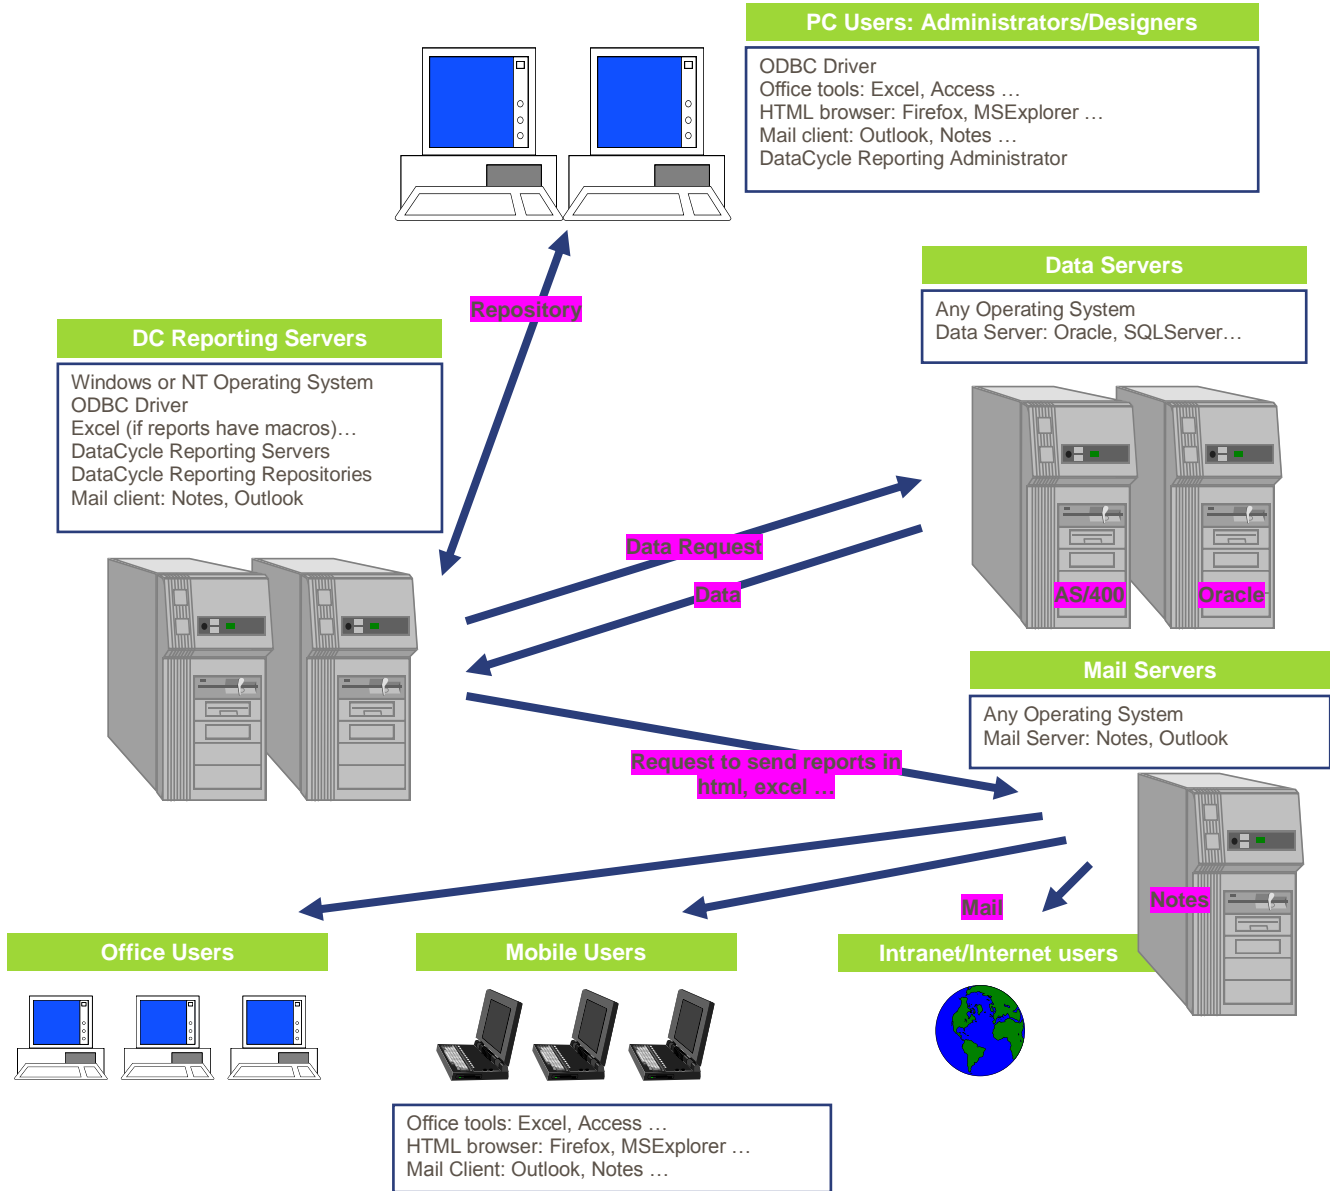 PC Users: Administrators/Designers
ODBC Driver
Office tools: Excel, Access …
HTML browser: Firefox, MSExplorer …
Mail client: Outlook, Notes …
DataCycle Reporting Administrator
Repository
Data Servers
Any Operating System
Data Server: Oracle, SQLServer…
DC Reporting Servers
Windows or NT Operating System
ODBC Driver
Excel (if reports have macros)…
DataCycle Reporting Servers
DataCycle Reporting Repositories
Mail client: Notes, Outlook
Data Request
Data
AS/400
Oracle
Mail Servers
Any Operating System
Mail Server: Notes, Outlook
Request to send reports in
html, excel …
Mail
Notes
Office Users
Mobile Users
Intranet/Internet users
Office tools: Excel, Access …
HTML browser: Firefox, MSExplorer …
Mail Client: Outlook, Notes …